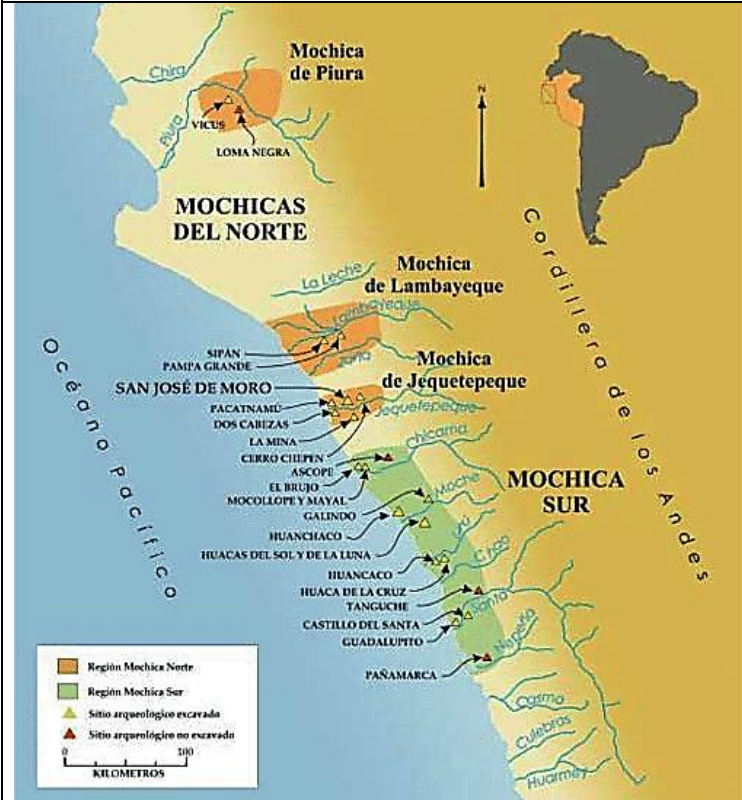 Mochica
de Piura
Chira
VICUS
Piura
LOMA NEGRA
N
MOCHICAS
DEL NORTE
La Leche
Mochica
de Lambayeque
Lambayeque
SIPÁN
PAMPA GRANDE
Zaña
Mochica
de Jequetepeque
SAN JOSÉ DE MORO
PACATNAMÚ
Jequetepeque
DOS CABEZAS
LA MINA
CERRO CHEPEN
Chicama
ASCOPE
EL BRUJO
MOCOLLOPE Y MAYAL
MOCHICA
SUR
Moche
GALINDO
HUANCHACO
HUACAS DEL SOL Y DE LA LUNA
Chao
HUANCACO
HUACA DE LA CRUZ
TANGUCHE
Santa
CASTILLO DEL SANTA
GUADALUPITO
Nepeña
PAÑAMARCA
Casma
Culebras
Huarmey
Océano Pacífico
Cordillera de los Andes
Región Mochica Norte
Región Mochica Sur
Sitio arqueológico excavado
Sitio arqueológico no excavado
0 100
KILOMETROS